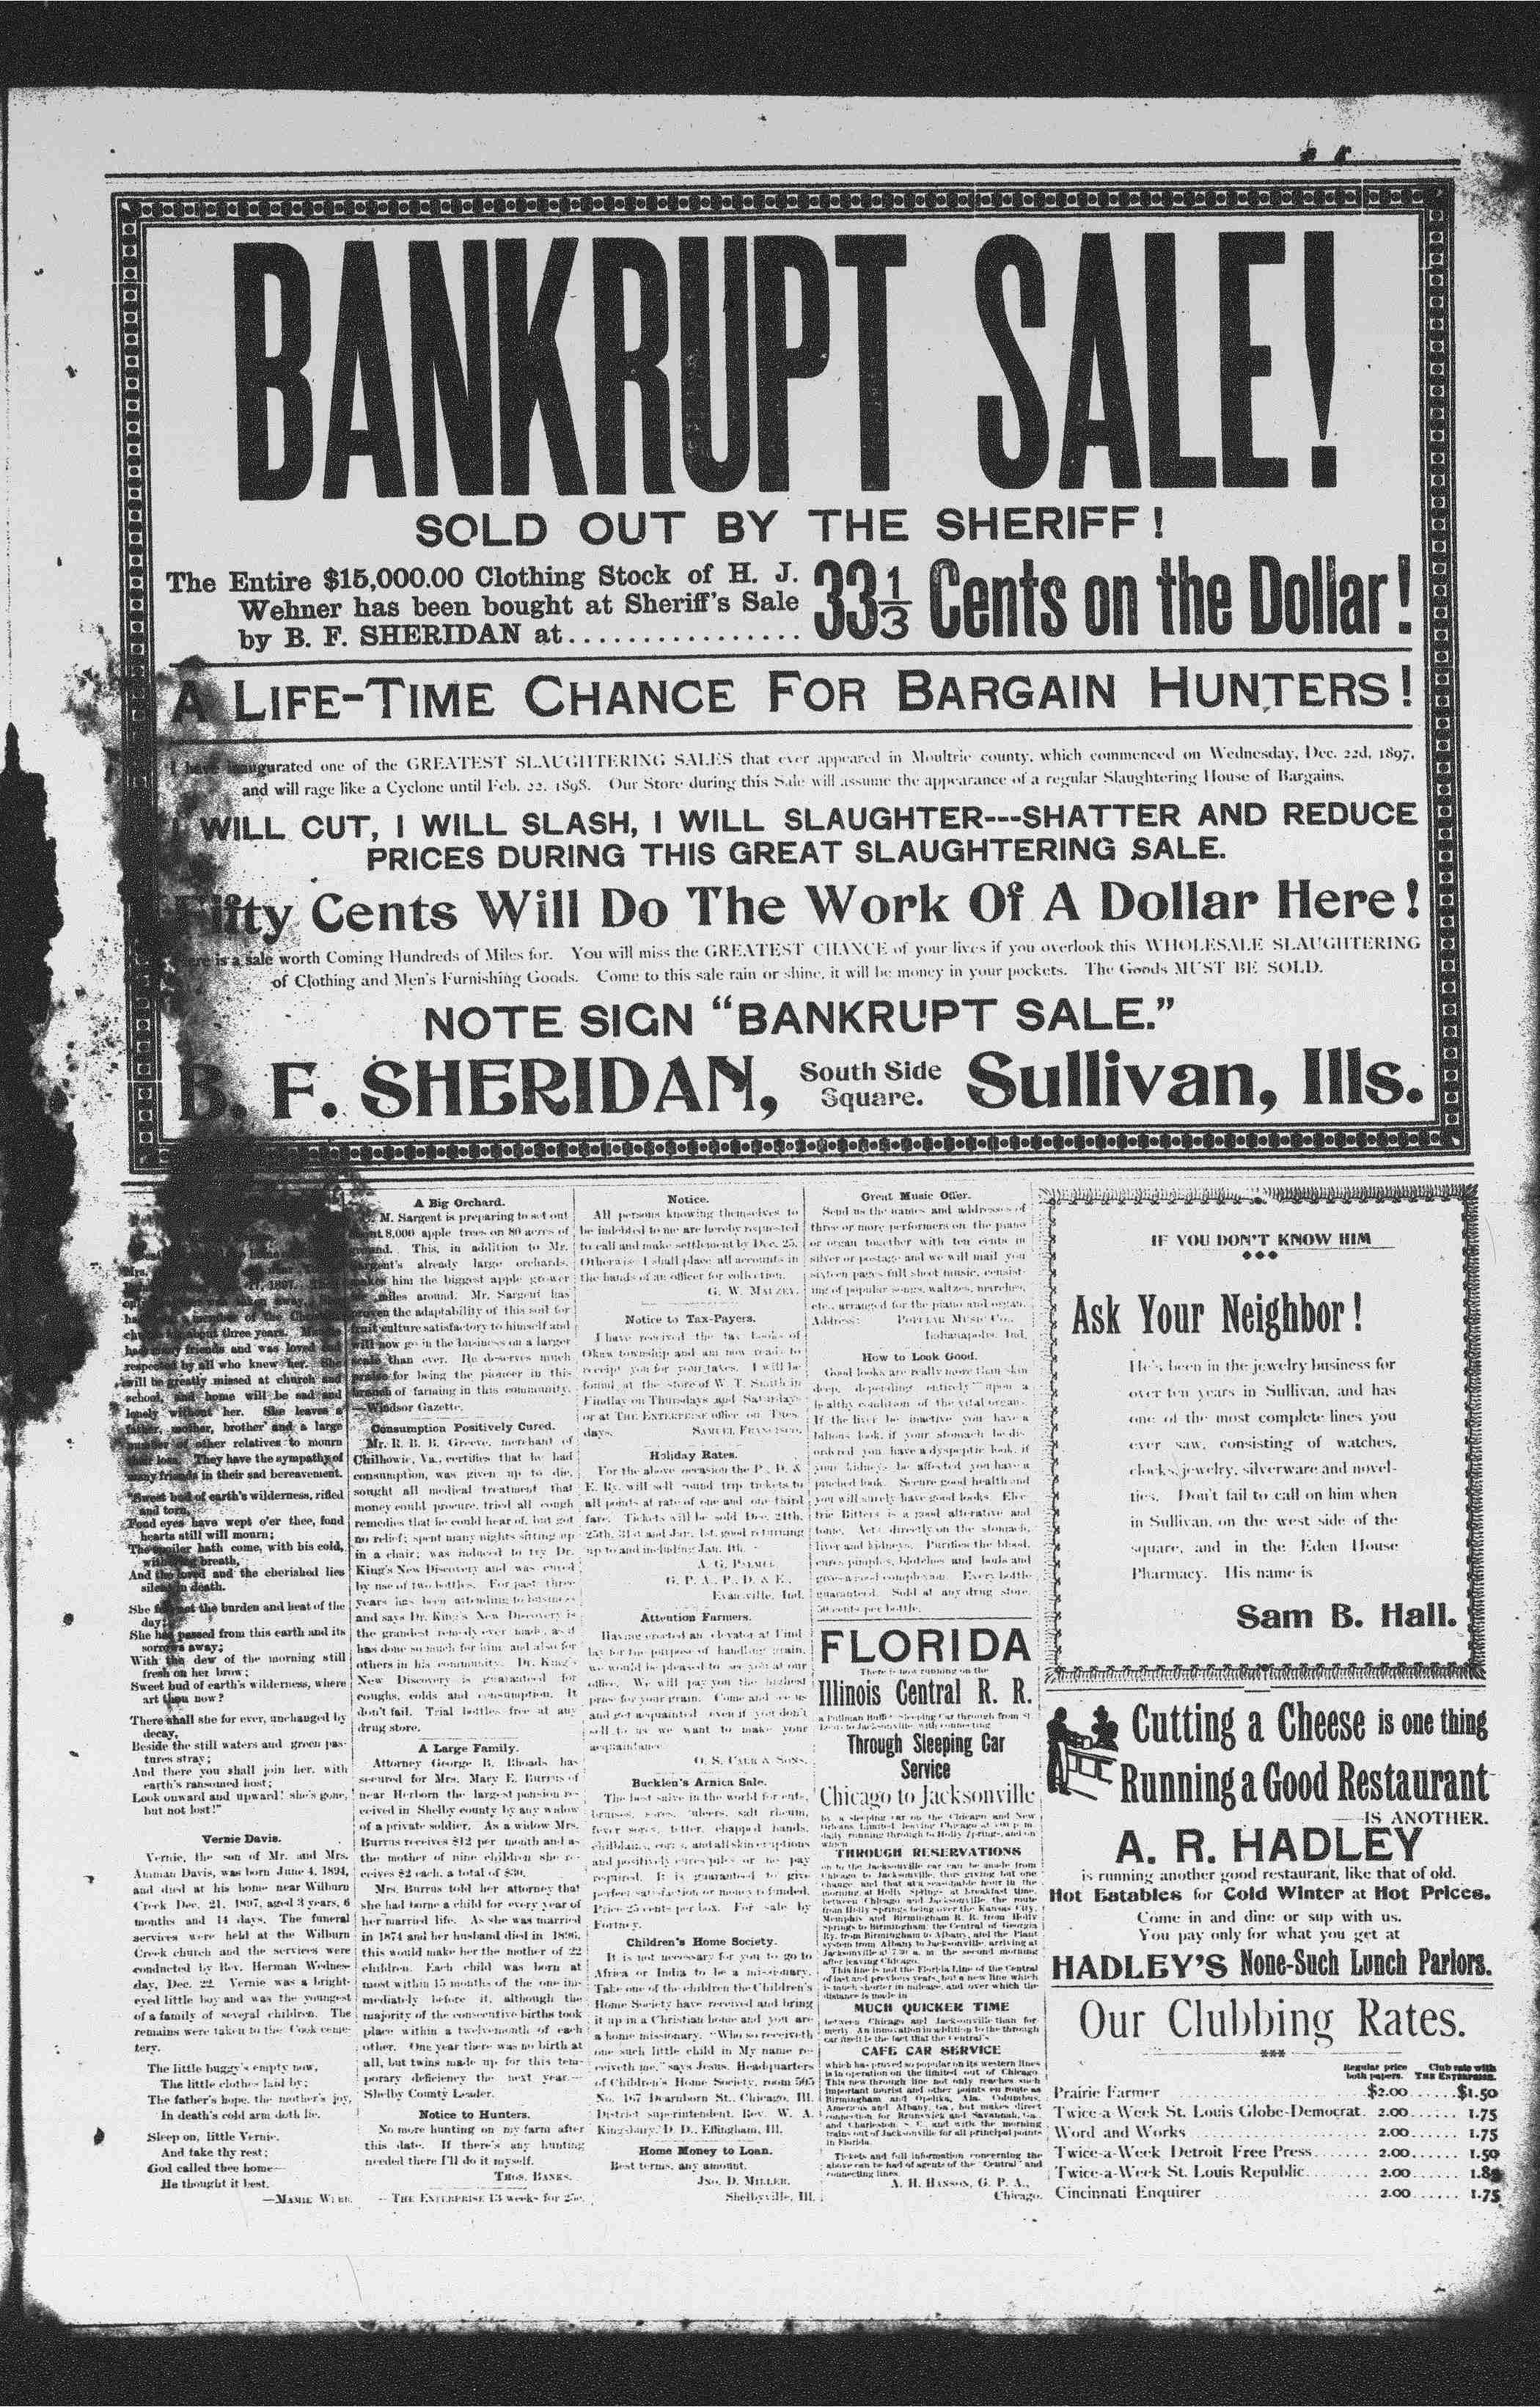 BANKRUPT SALE!
SOLD OUT BY THE SHERIFF!
The Entire $15,000.00 Clothing Stock of H. J.
Wehner has been bought at Sheriff's Sale
by B. F. SHERIDAN at.................
33⅓ Cents on the Dollar!
A LIFE-TIME CHANCE FOR BARGAIN HUNTERS!
I have inaugurated one of the GREATEST SLAUGHTERING SALES that ever appeared in Moultrie county, which commenced on Wednesday, Dec. 22d, 1897,
and will rage like a Cyclone until Feb. 22, 1898. Our Store during this Sale will assume the appearance of a regular Slaughtering House of Bargains.
I WILL CUT, I WILL SLASH, I WILL SLAUGHTER---SHATTER AND REDUCE
PRICES DURING THIS GREAT SLAUGHTERING SALE.
Fifty Cents Will Do The Work Of A Dollar Here!
is a sale worth Coming Hundreds of Miles for. You will miss the GREATEST CHANCE of your lives if you overlook this WHOLESALE SLAUGHTERING
of Clothing and Men's Furnishing Goods. Come to this sale rain or shine, it will be money in your pockets. The Goods MUST BE SOLD.
NOTE SIGN "BANKRUPT SALE."
B. F. SHERIDAN, South Side Square. Sullivan, Ills.
1897.
member of the
about three years.
had many friends and was loved and
respected by all who knew her. She
will be greatly missed at church and
school, and home will be sad and
lonely without her. She leaves a
father, mother, brother and a large
number of other relatives to mourn
their loss. They have the sympathy of
many friends in their sad bereavement.
"Sweet bud of earth's wilderness, rifled
and torn,
Fond eyes have wept o'er thee, fond
hearts still will mourn;
The spoiler hath come, with his cold,
breath,
And the loved and the cherished lies
silent in death.
She the burden and heat of the
day;
She has passed from this earth and its
sorrows away;
With the dew of the morning still
fresh on her brow;
Sweet bud of earth's wilderness, where
art thou now?
There shall she for ever, unchanged by
decay,
Beside the still waters and green pas-
tures stray;
And there you shall join her, with
earth's ransomed host;
Look onward and upward! she's gone,
but not lost!"
Vernie Davis.
Vernie, the son of Mr. and Mrs.
Davis, was born June 4, 1894,
and died at his home near Wilburn
Creek Dec. 21, 1897, aged 3 years, 6
months and 14 days. The funeral
services were held at the Wilburn
Creek church and the services were
conducted by Rev. Herman Wednes-
day, Dec. 22. Vernie was a bright-
eyed little boy and was the youngest
of a family of several children. The
remains were taken to the Cook ceme-
tery.
The little buggy's empty now,
The little clothes laid by;
The father's hope, the mother's joy,
In death's cold arm doth lie.
Sleep on, little Vernie,
And take thy rest;
God called thee home—
He thought it best.
—MAMIE WEBB.
A Big Orchard.
M. Sargent is preparing to set out
8,000 apple trees on 80 acres of
ground. This, in addition to Mr.
Sargent's already large orchards,
makes him the biggest apple grower
miles around. Mr. Sargent has
proven the adaptability of this soil for
fruit culture satisfactory to himself and
will now go in the business on a larger
scale than ever. He deserves much
praise for being the pioneer in this
branch of farming in this community.
—Windsor Gazette.
Consumption Positively Cured.
Mr. R. B. Greeve, merchant of
Chilhowie, Va., certifies that he had
consumption, was given up to die,
sought all medical treatment that
money could procure, tried all cough
remedies that he could hear of, but got
no relief; spent many nights sitting up
in a chair; was induced to try Dr.
King's New Discovery and was cured
by use of two bottles. For past three
years has been attending to business
and says Dr. King's New Discovery is
the grandest remedy ever made, as it
has done so much for him and also for
others in his community. Dr. King's
New Discovery is guaranteed for
coughs, colds and consumption. It
don't fail. Trial bottles free at any
drug store.
A Large Family.
Attorney George B. Rhoads has
secured for Mrs. Mary E. Burrus of
near Herborn the largest pension re-
ceived in Shelby county by any widow
of a private soldier. As a widow Mrs.
Burrus receives $12 per month and as
the mother of nine children she re-
ceives $2 each, a total of $30.
Mrs. Burrus told her attorney that
she had borne a child for every year of
her married life. As she was married
in 1874 and her husband died in 1896,
this would make her the mother of 22
children. Each child was born at
most within 15 months of the one im-
mediately before it, although the
majority of the consecutive births took
place within a twelvemonth of each
other. One year there was no birth at
all, but twins made up for this tem-
porary deficiency the next year.—
Shelby County Leader.
Notice to Hunters.
No more hunting on my farm after
this date. If there's any hunting
needed there I'll do it myself.
THOS. BANKS.
—THE ENTERPRISE 13 weeks for 25c.
Notice.
All persons knowing themselves to
be indebted to me are hereby requested
to call and make settlement by Dec. 25.
Otherwise I shall place all accounts in
the hands of an officer for collection.
G. W. MAUZEY.
Notice to Tax-Payers.
I have received the tax books of
Okaw township and am now ready to
receipt you for your taxes. I will be
found at the store of W. T. Smith in
Findlay on Thursdays and Saturdays
or at THE ENTERPRISE office on Tues-
days.
SAMUEL FRANCISCO.
Holiday Rates.
For the above occasion the P., D. &
E. Ry. will sell round trip tickets to
all points at rate of one and one third
fare. Tickets will be sold Dec. 24th,
25th, 31st and Jan. 1st, good returning
up to and including Jan. 4th.
A. G. PALMER,
G. P. A., P., D. & E.,
Evansville, Ind.
Attention Farmers.
Having erected an elevator at Find-
lay for the purpose of handling grain,
we would be pleased to see you at our
office. We will pay you the highest
price for your grain. Come and see us
and get acquainted even if you don't
sell to us we want to make your
acquaintance.
Bucklen's Arnica Salve.
The best salve in the world for cuts,
bruises, sores, ulcers, salt rheum,
fever sores, tetter, chapped hands,
chilblains, corns, and all skin eruptions
and positively cures piles or no pay
required. It is guaranteed to give
perfect satisfaction or money refunded.
Price 25 cents per box. For sale by
Fortney.
Children's Home Society.
It is not necessary for you to go to
Africa or India to be a missionary.
Take one of the children the Children's
Home Society have received and bring
it up in a Christian home and you are
a home missionary. "Who so receiveth
one such little child in My name re-
ceiveth me," says Jesus. Headquarters
of Children's Home Society, room 505
No. 167 Dearborn St., Chicago, Ill.
District superintendent, Rev. W. A.
Kingsbury, D. D., Effingham, Ill.
Home Money to Loan.
Best terms, any amount.
JNO. D. MILLER,
Shelbyville, Ill.
Great Music Offer.
Send us the names and addresses of
three or more performers on the piano
or organ together with ten cents in
silver or postage and we will mail you
sixteen pages full sheet music, consist-
ing of popular songs, waltzes, marches,
etc., arranged for the piano and organ.
Address: POPULAR MUSIC CO.,
Indianapolis, Ind.
How to Look Good.
Good looks are really more than skin
deep, depending entirely upon a
healthy condition of the vital organs.
If the liver be inactive you have a
bilious look, if your stomach be dis-
ordered you have a dyspeptic look, if
your kidneys be affected you have a
pinched look. Secure good health and
you will surely have good looks. Elec-
tric Bitters is a good alterative and
tonic. Acts directly on the stomach,
liver and kidneys. Purifies the blood,
cures pimples, blotches and boils and
gives a good complexion. Every bottle
guaranteed. Sold at any drug store.
50 cents per bottle.
FLORIDA
There is now running on the
Illinois Central R. R.
a Pullman Buffet Sleeping Car through from St.
Louis to Jacksonville, with connecting
Through Sleeping Car
Service
Chicago to Jacksonville
by a sleeping car on the Chicago and New
Orleans Limited leaving Chicago at p. m.
daily running through to Holly Springs, and on
which
THROUGH RESERVATIONS
on to the Jacksonville car can be made from
Chicago to Jacksonville, thus giving but one
change and that at a reasonable hour in the
morning at Holly Springs at breakfast time,
between Chicago and Jacksonville, the route
from Holly Springs being over the Kansas City,
Memphis and Birmingham R. R. from Holly
Springs to Birmingham, the Central of Georgia
Ry. from Birmingham to Albany, and the Plant
system from Albany to Jacksonville, arriving at
Jacksonville at 7:30 a. m. the second morning
after leaving Chicago.
This line is not the Florida Line of the Central
of last and previous years, but a new line which
is much shorter in mileage, and over which the
distance is made in
MUCH QUICKER TIME
between Chicago and Jacksonville than for-
merly. An innovation in addition to the through
car itself is the fact that the Central's
CAFE CAR SERVICE
which has proved so popular on its western lines
is in operation on the limited out of Chicago.
This new through line not only reaches such
important tourist and other points en route as
Birmingham and Opelika, Ala., Columbus,
Americus and Albany, Ga., but makes direct
connection for Brunswick and Savannah, Ga.,
and Charleston, S. C., and with the morning
trains out of Jacksonville for all principal points
in Florida.
Tickets and full information concerning the
above can be had of agents of the "Central" and
connecting lines.
A. H. HANSON, G. P. A.,
Chicago.
IF YOU DON'T KNOW HIM
Ask Your Neighbor!
He's been in the jewelry business for
over ten years in Sullivan, and has
one of the most complete lines you
ever saw, consisting of watches,
clocks, jewelry, silverware and novel-
ties. Don't fail to call on him when
in Sullivan, on the west side of the
square, and in the Eden House
Pharmacy. His name is
Sam B. Hall.
Cutting a Cheese is one thing
Running a Good Restaurant
—IS ANOTHER.
A. R. HADLEY
is running another good restaurant, like that of old.
Hot Eatables for Cold Winter at Hot Prices.
Come in and dine or sup with us.
You pay only for what you get at
HADLEY'S None-Such Lunch Parlors.
Our Clubbing Rates.
***
Regular price both papers. Club rate with THE ENTERPRISE.
Prairie Farmer $2.00.......$1.50
Twice-a-Week St. Louis Globe-Democrat. 2.00....... 1.75
Word and Works 2.00....... 1.75
Twice-a-Week Detroit Free Press 2.00....... 1.50
Twice-a-Week St. Louis Republic 2.00.......
Cincinnati Enquirer 2.00...... 1.75